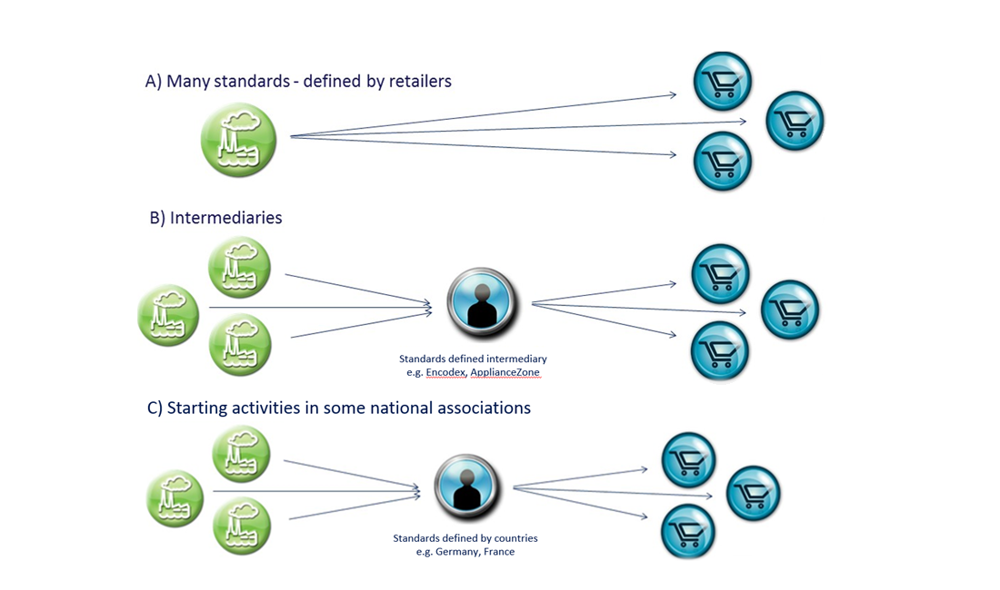 A) Many standards - defined by retailers
B) Intermediaries
Standards defined intermediary
e.g. Encodex, ApplianceZone
C) Starting activities in some national associations
Standards defined by countries
e.g. Germany, France